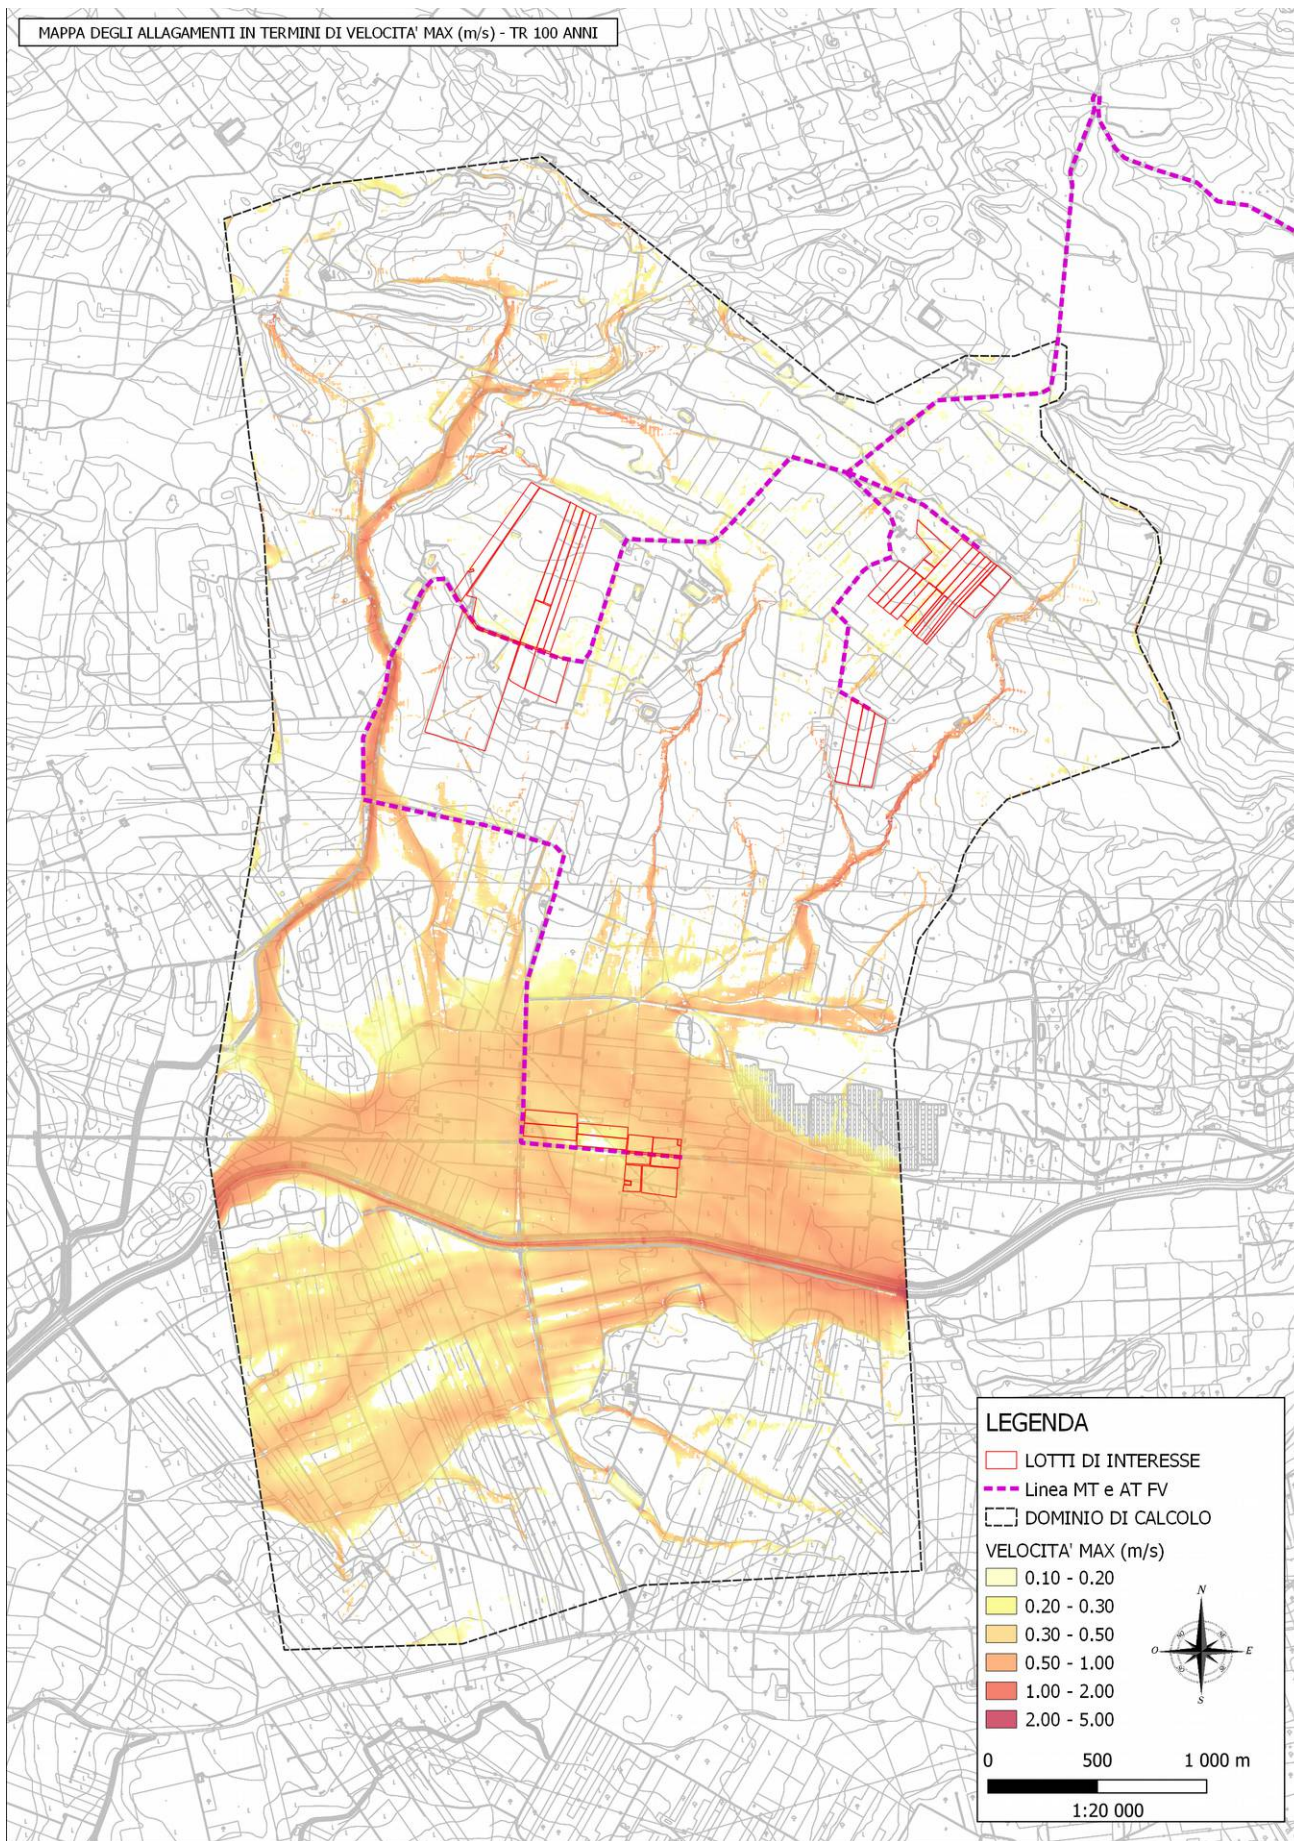 MAPPA DEGLI ALLAGAMENTI IN TERMINI DI VELOCITA' MAX (m/s) - TR 100 ANNI
LEGENDA
LOTTI DI INTERESSE
Linea MT e AT FV
DOMINIO DI CALCOLO
VELOCITA' MAX (m/s)
0.10 - 0.20
0.20 - 0.30
0.30 - 0.50
0.50 - 1.00
1.00 - 2.00
2.00 - 5.00
N
O
E
S
0 500 1 000 m
1:20 000